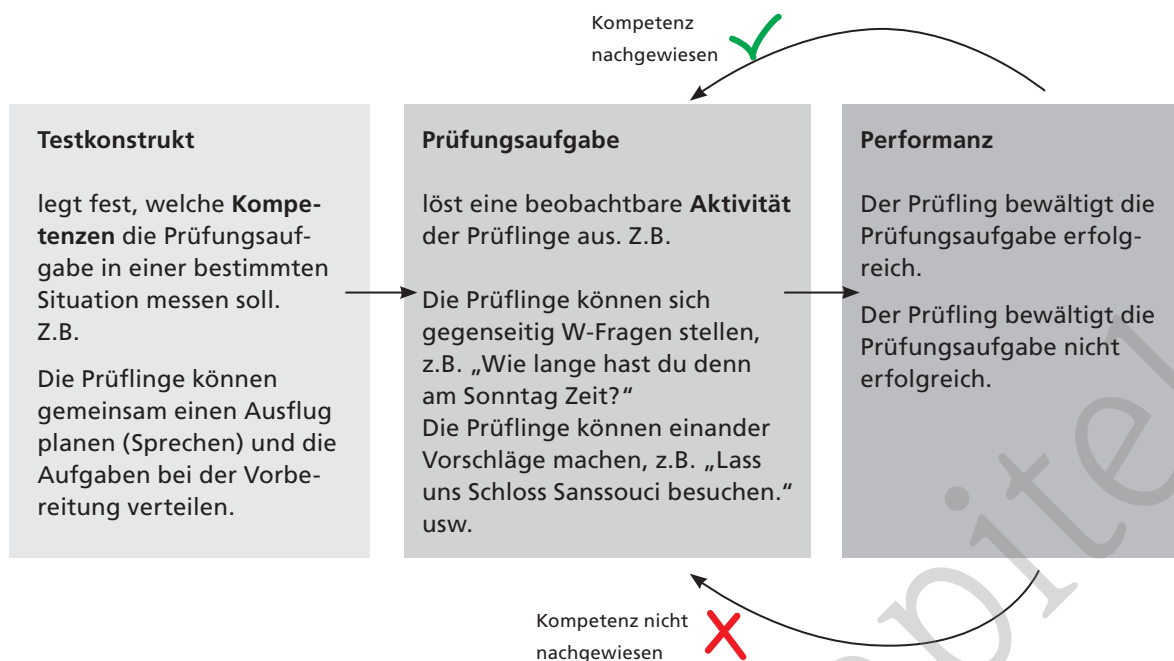 Kompetenz
nachgewiesen
Testkonstrukt
legt fest, welche Kompe-
tenzen die Prüfungsauf-
gabe in einer bestimmten
Situation messen soll.
Z.B.
Die Prüflinge können
gemeinsam einen Ausflug
planen (Sprechen) und die
Aufgaben bei der Vorbe-
reitung verteilen.
Prüfungsaufgabe
löst eine beobachtbare Aktivität
der Prüflinge aus. Z.B.
Die Prüflinge können sich
gegenseitig W-Fragen stellen,
z.B. „Wie lange hast du denn
am Sonntag Zeit?“
Die Prüflinge können einander
Vorschläge machen, z.B. „Lass
uns Schloss Sanssouci besuchen.“
usw.
Performanz
Der Prüfling bewältigt die
Prüfungsaufgabe erfolg-
reich.
Der Prüfling bewältigt die
Prüfungsaufgabe nicht
erfolgreich.
Kompetenz nicht
nachgewiesen
pitel